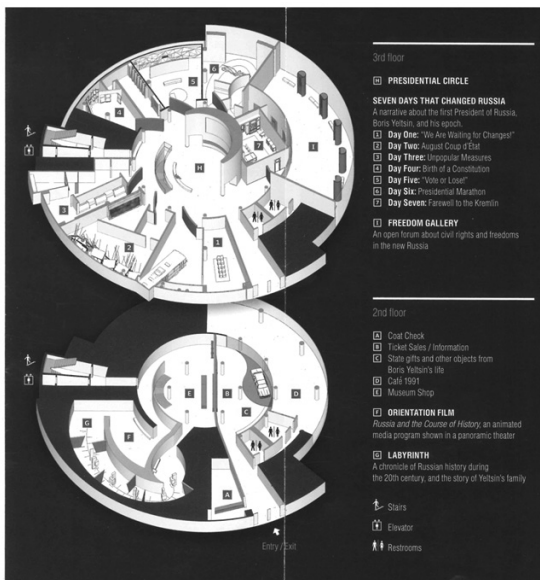 3rd floor
H PRESIDENTIAL CIRCLE
SEVEN DAYS THAT CHANGED RUSSIA
A narrative about the first President of Russia,
Boris Yeltsin, and his epoch.
1 Day One: "We Are Waiting for Changes!"
2 Day Two: August Coup d'État
3 Day Three: Unpopular Measures
4 Day Four: Birth of a Constitution
5 Day Five: "Vote or Lose!"
6 Day Six: Presidential Marathon
7 Day Seven: Farewell to the Kremlin
I FREEDOM GALLERY
An open forum about civil rights and freedoms
in the new Russia
6
5
4
I
7
H
3
2
1
2nd floor
A Coat Check
B Ticket Sales / Information
C State gifts and other objects from
Boris Yeltsin's life
D Café 1991
E Museum Shop
F ORIENTATION FILM
Russia and the Course of History, an animated
media program shown in a panoramic theater
G LABYRINTH
A chronicle of Russian history during
the 20th century, and the story of Yeltsin's family
Stairs
Elevator
Restrooms
E
B
D
C
G
F
A
Entry / Exit